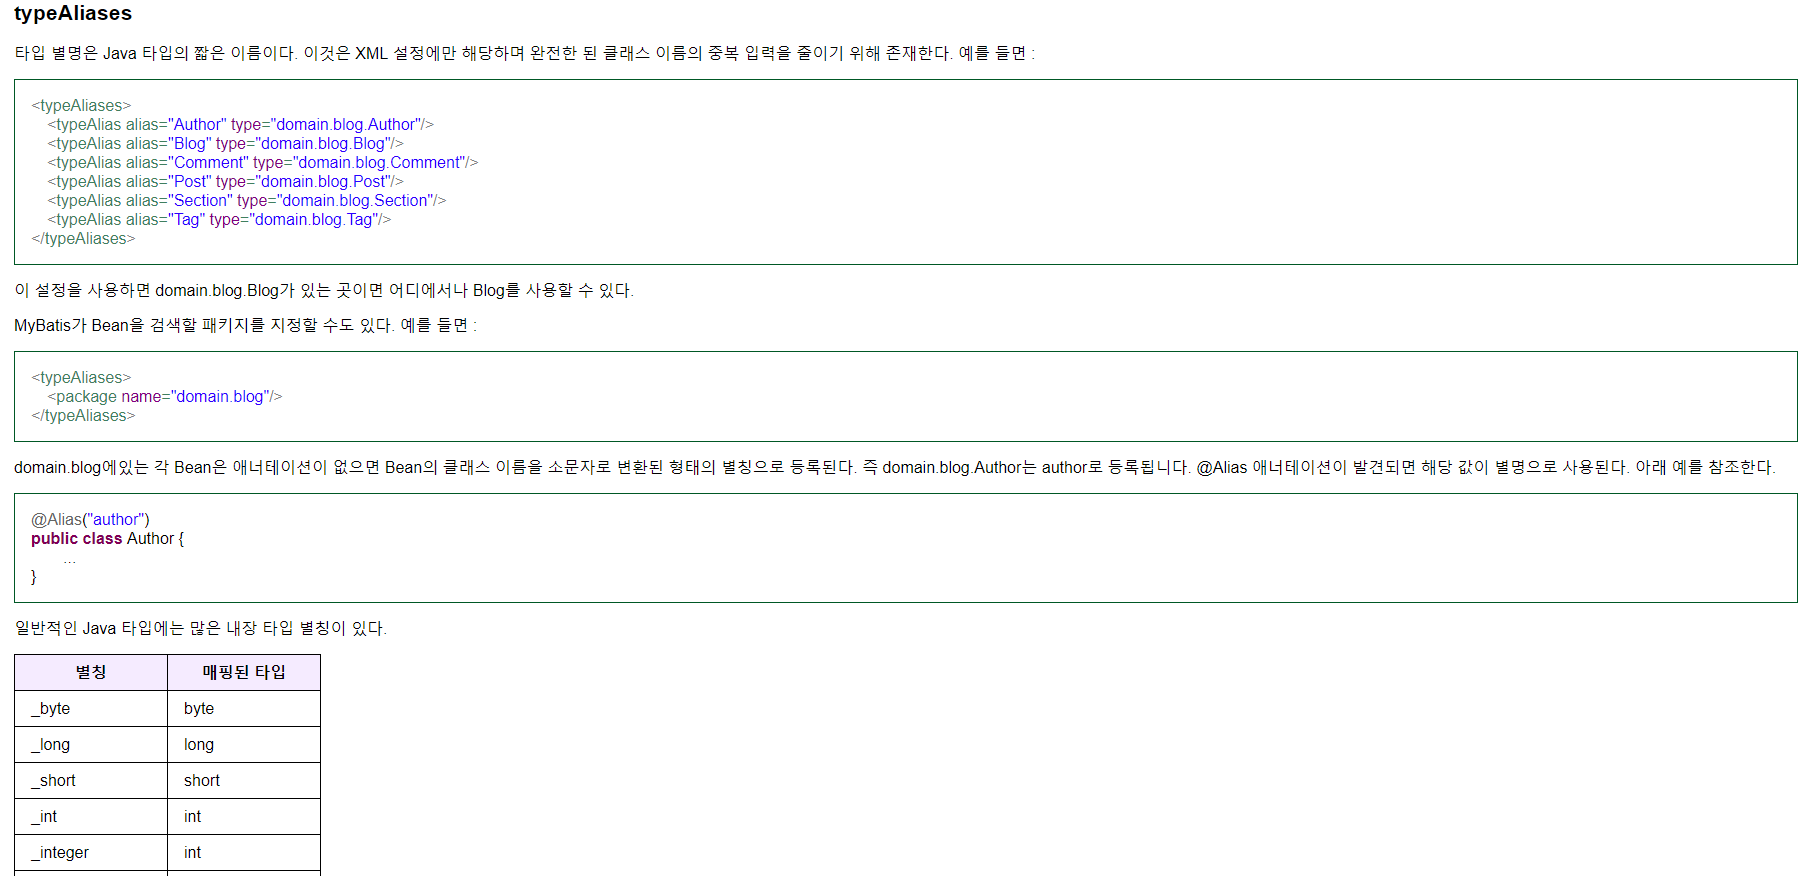 typeAliases
타입 별명은 Java 타입의 짧은 이름이다. 이것은 XML 설정에만 해당하며 완전한 된 클래스 이름의 중복 입력을 줄이기 위해 존재한다. 예를 들면 :
<typeAliases>
<typeAlias alias="Author" type="domain.blog.Author"/>
<typeAlias alias="Blog" type="domain.blog.Blog"/>
<typeAlias alias="Comment" type="domain.blog.Comment"/>
<typeAlias alias="Post" type="domain.blog.Post"/>
<typeAlias alias="Section" type="domain.blog.Section"/>
<typeAlias alias="Tag" type="domain.blog.Tag"/>
</typeAliases>
이 설정을 사용하면 domain.blog.Blog가 있는 곳이면 어디에서나 Blog를 사용할 수 있다.
MyBatis가 Bean을 검색할 패키지를 지정할 수도 있다. 예를 들면 :
<typeAliases>
<package name="domain.blog"/>
</typeAliases>
domain.blog에있는 각 Bean은 애너테이션이 없으면 Bean의 클래스 이름을 소문자로 변환된 형태의 별칭으로 등록된다. 즉 domain.blog.Author는 author로 등록됩니다. @Alias 애너테이션이 발견되면 해당 값이 별명으로 사용된다. 아래 예를 참조한다.
@Alias("author")
public class Author {
...
}
일반적인 Java 타입에는 많은 내장 타입 별칭이 있다.
별칭 매핑된 타입
_byte byte
_long long
_short short
_int int
_integer int